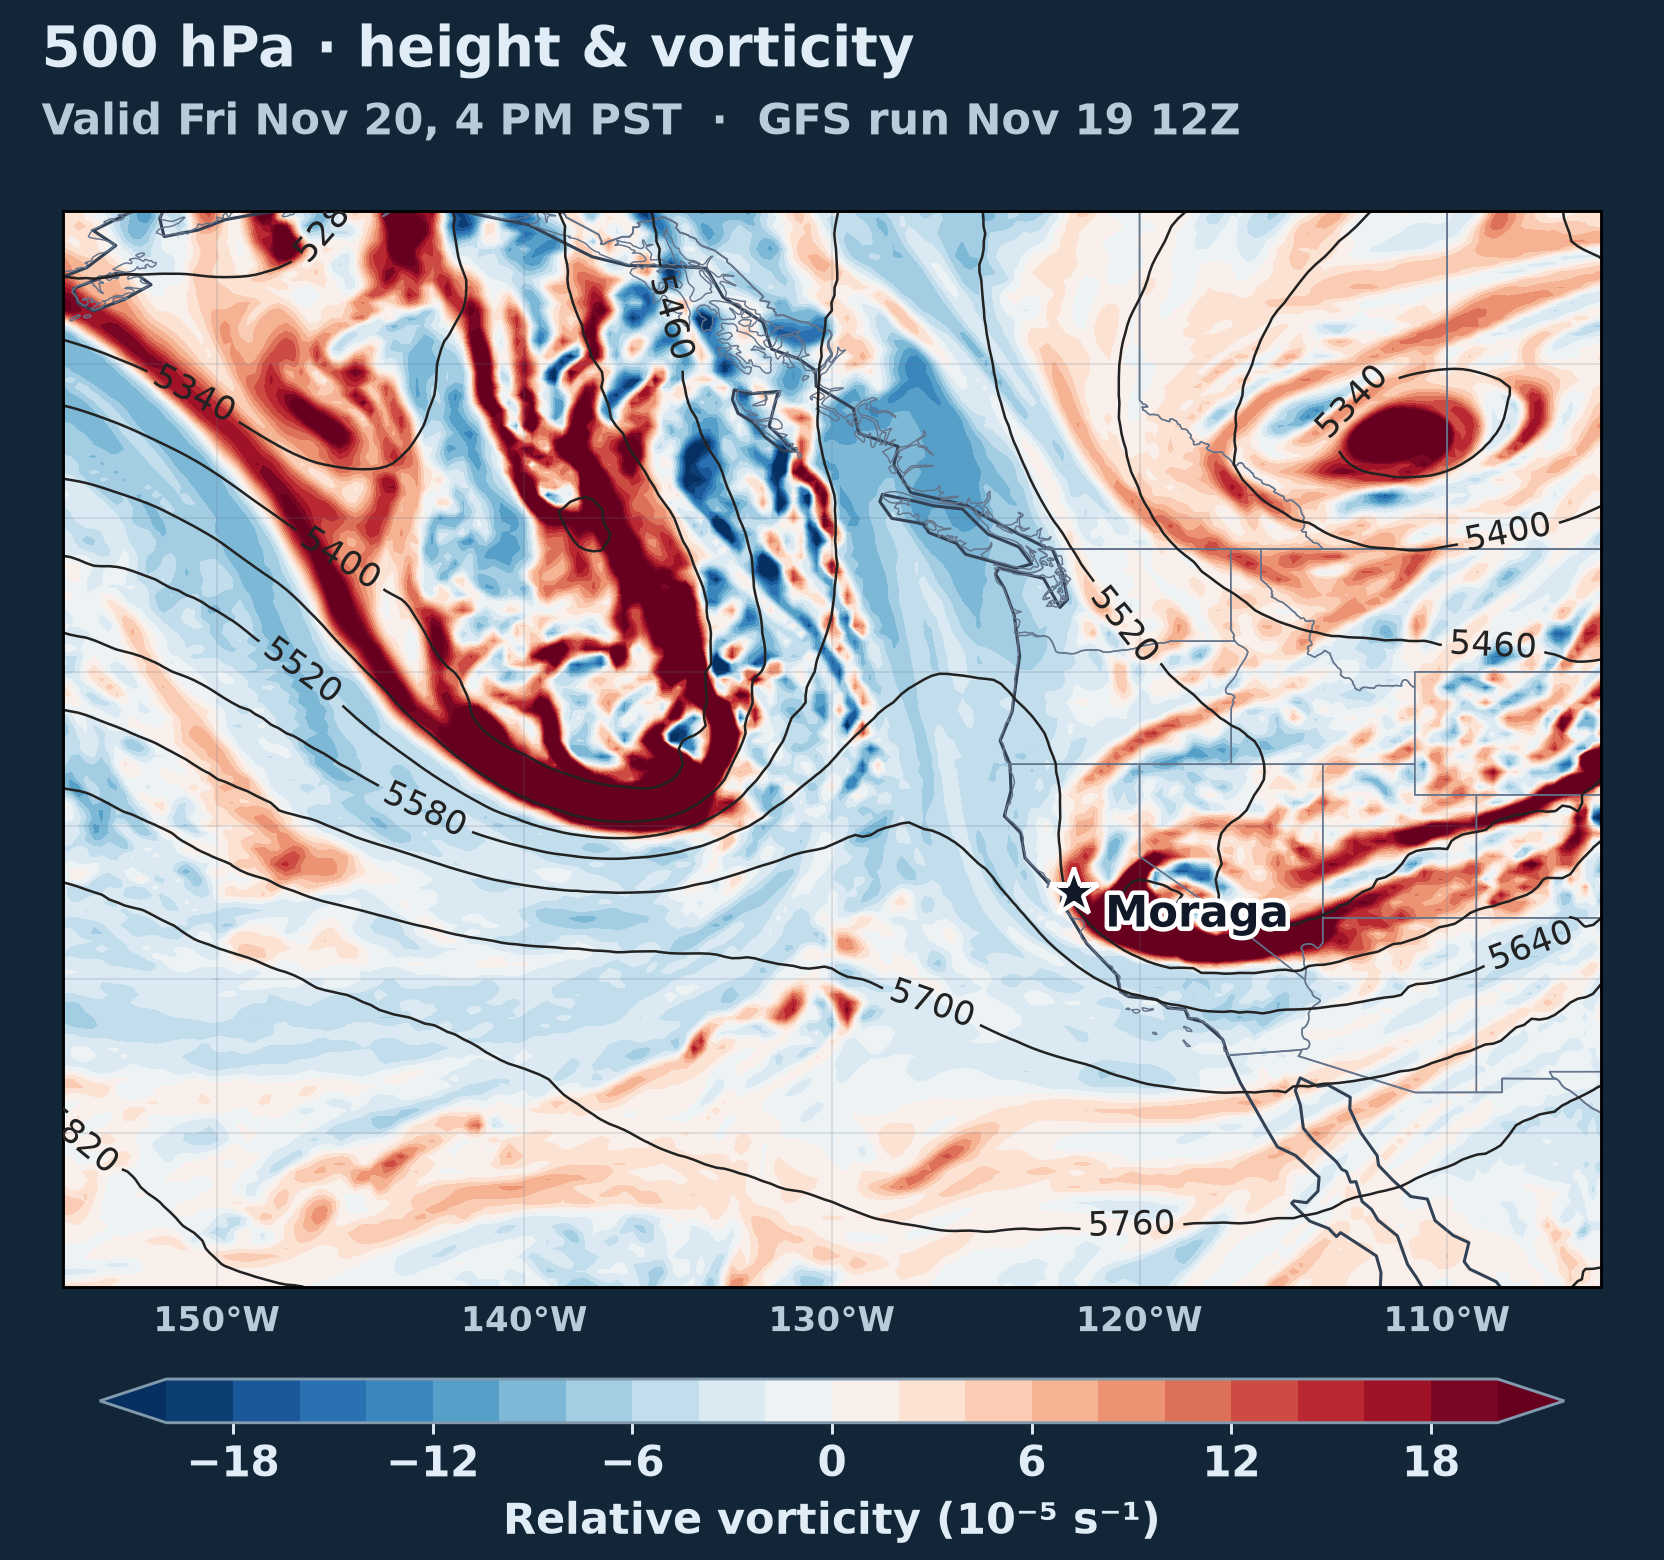 500 hPa · height & vorticity
Valid Fri Nov 20, 4 PM PST · GFS run Nov 19 12Z
528
5460
5340
5340
5400
5400
5520
5460
5520
5580
Moraga
5640
5700
820
5760
150°W 140°W 130°W 120°W 110°W
−18 −12 −6 0 6 12 18
Relative vorticity (10⁻⁵ s⁻¹)